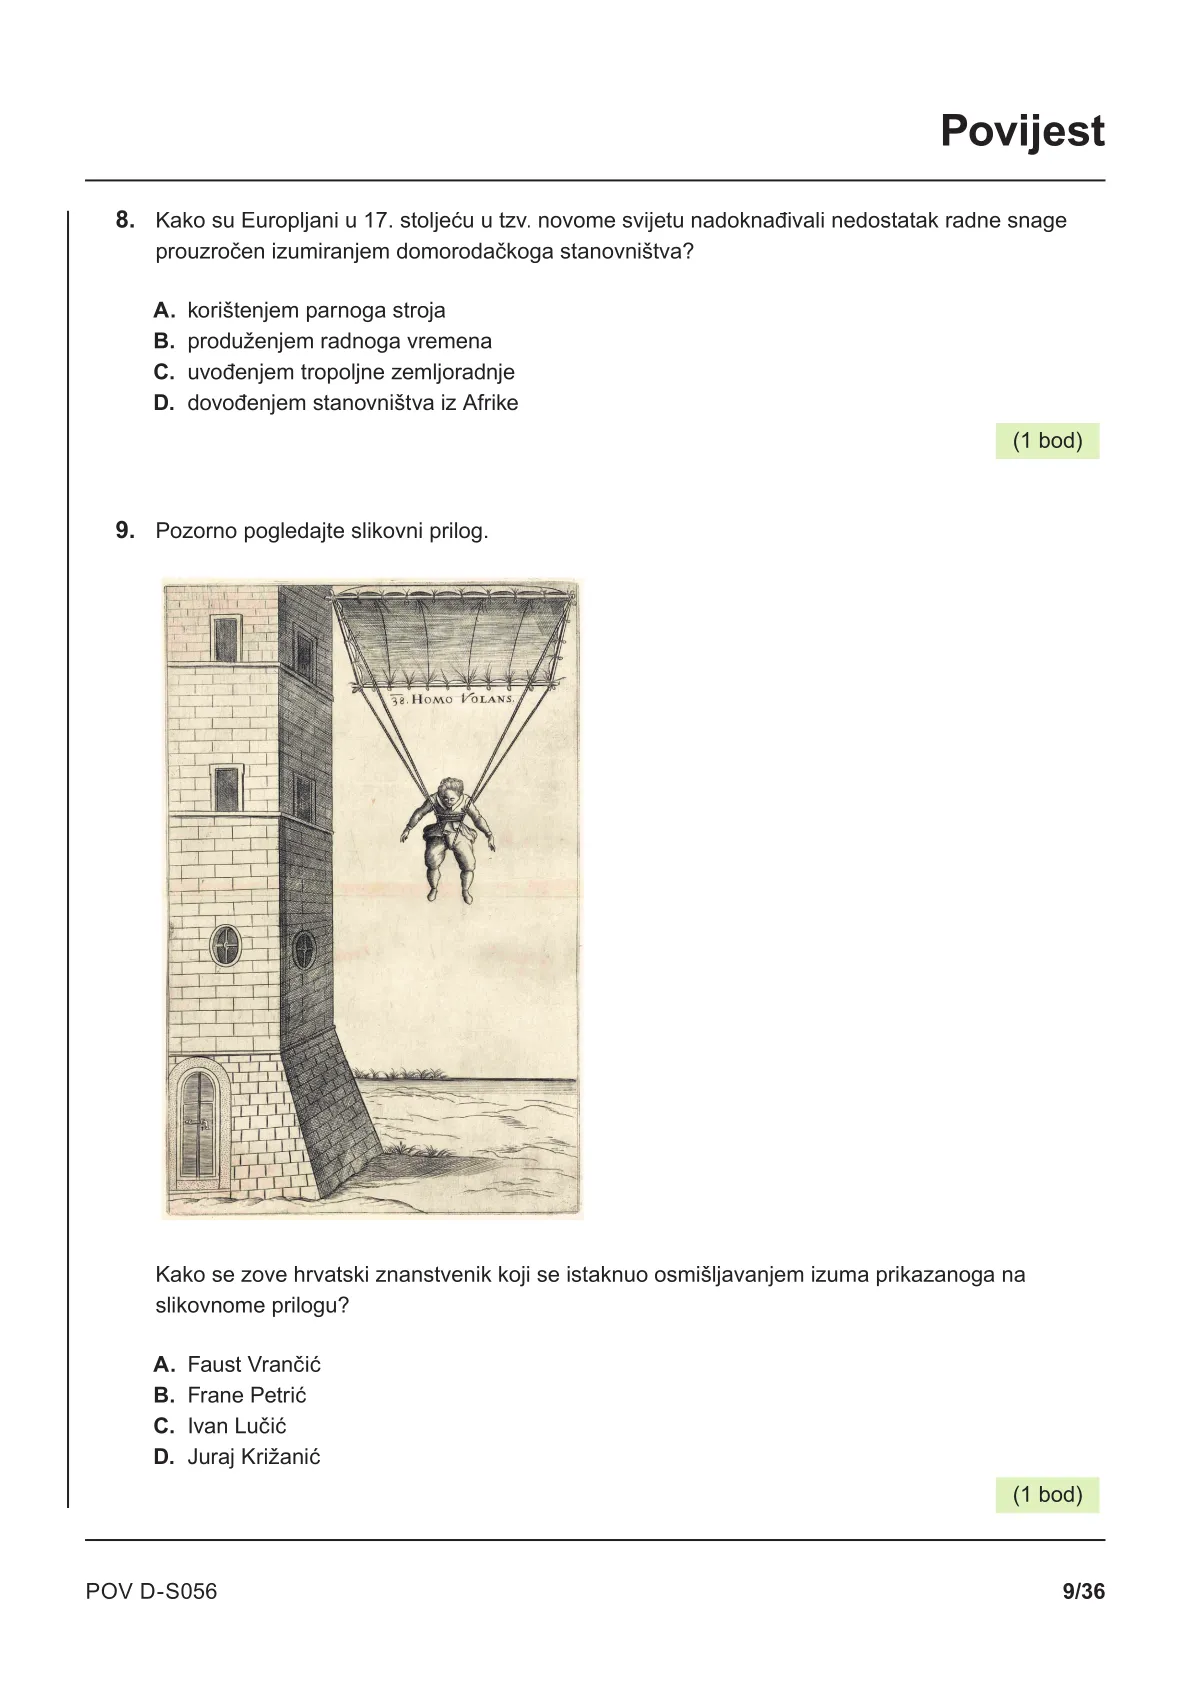 Povijest
8. Kako su Europljani u 17. stoljeću u tzv. novome svijetu nadoknađivali nedostatak radne snage
prouzročen izumiranjem domorodačkoga stanovništva?
A. korištenjem parnoga stroja
B. produženjem radnoga vremena
C. uvođenjem tropoljne zemljoradnje
D. dovođenjem stanovništva iz Afrike
(1 bod)
9. Pozorno pogledajte slikovni prilog.
38. HOMO VOLANS.
Kako se zove hrvatski znanstvenik koji se istaknuo osmišljavanjem izuma prikazanoga na
slikovnome prilogu?
A. Faust Vrančić
B. Frane Petrić
C. Ivan Lučić
D. Juraj Križanić
(1 bod)
POV D-S056
9/36